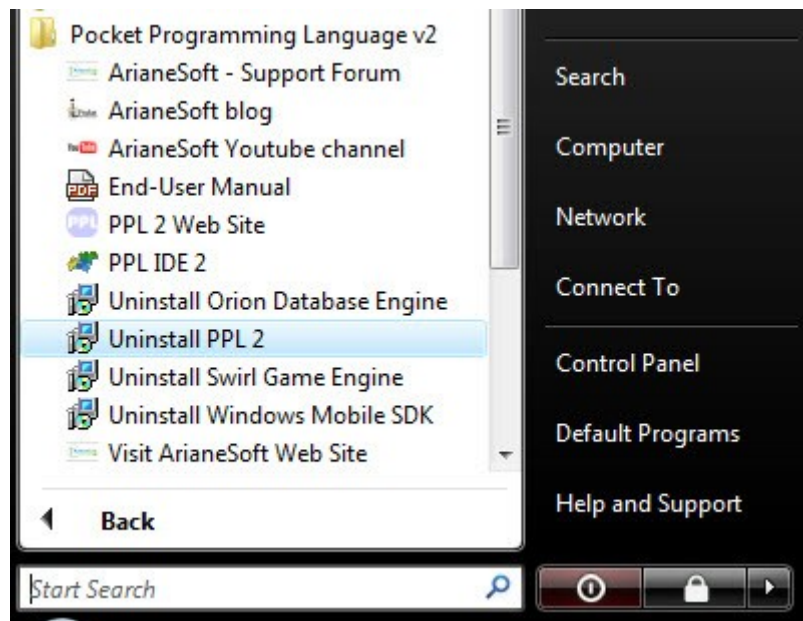 Pocket Programming Language v2
ArianeSoft - Support Forum
ArianeSoft blog
ArianeSoft Youtube channel
End-User Manual
PPL 2 Web Site
PPL IDE 2
Uninstall Orion Database Engine
Uninstall PPL 2
Uninstall Swirl Game Engine
Uninstall Windows Mobile SDK
Visit ArianeSoft Web Site
Back
Start Search
Search
Computer
Network
Connect To
Control Panel
Default Programs
Help and Support